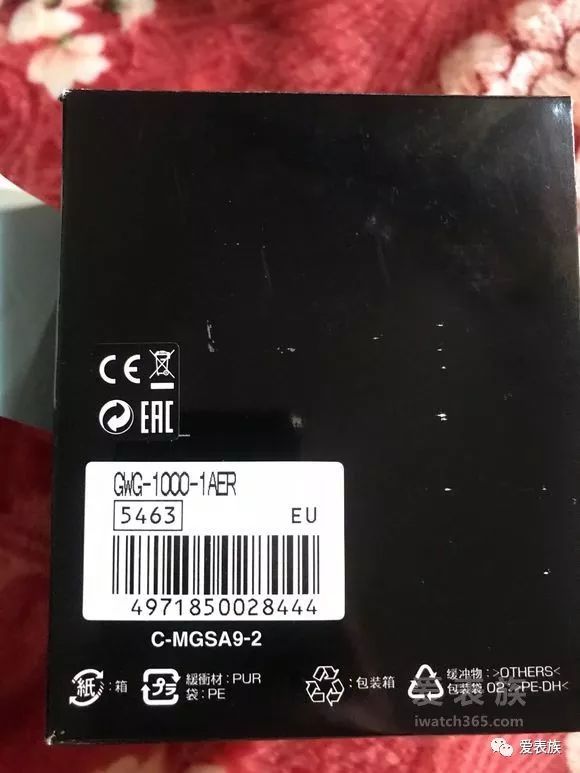 CE
EAC
GWG-1000-1AER
5463 EU
4971850028444
C-MGSA9-2
紙 : 箱
プラ 緩衝材 : PUR
袋 : PE
: 包装箱
缓冲物 : >OTHERS<
包装袋 02 : >PE-DH<
爱表族
iwatch365.com
爱表族